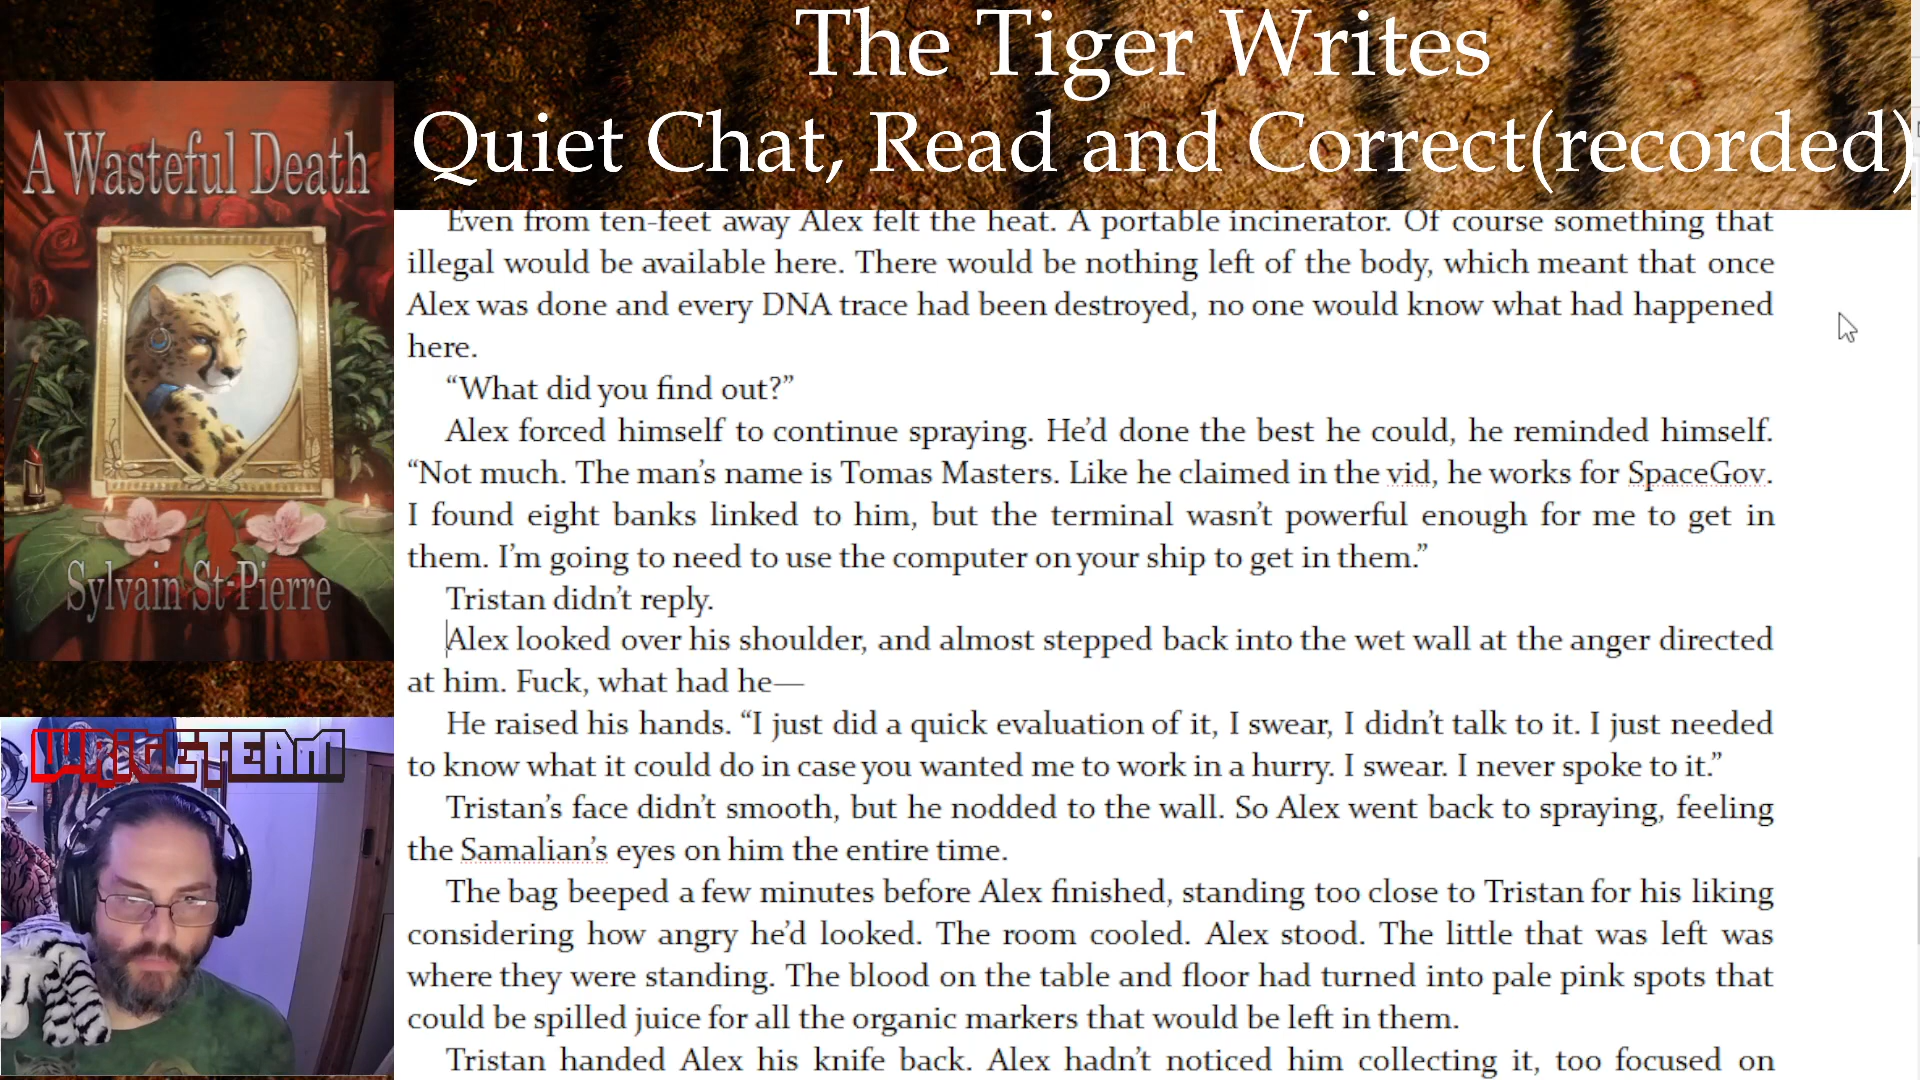 The Tiger Writes
Quiet Chat, Read and Correct(recorded)
A Wasteful Death
Sylvain St-Pierre
WRITETEAM
Even from ten-feet away Alex felt the heat. A portable incinerator. Of course something that
illegal would be available here. There would be nothing left of the body, which meant that once
Alex was done and every DNA trace had been destroyed, no one would know what had happened
here.
“What did you find out?”
Alex forced himself to continue spraying. He’d done the best he could, he reminded himself.
“Not much. The man’s name is Tomas Masters. Like he claimed in the vid, he works for SpaceGov.
I found eight banks linked to him, but the terminal wasn’t powerful enough for me to get in
them. I’m going to need to use the computer on your ship to get in them.”
Tristan didn’t reply.
Alex looked over his shoulder, and almost stepped back into the wet wall at the anger directed
at him. Fuck, what had he—
He raised his hands. “I just did a quick evaluation of it, I swear, I didn’t talk to it. I just needed
to know what it could do in case you wanted me to work in a hurry. I swear. I never spoke to it.”
Tristan’s face didn’t smooth, but he nodded to the wall. So Alex went back to spraying, feeling
the Samalian’s eyes on him the entire time.
The bag beeped a few minutes before Alex finished, standing too close to Tristan for his liking
considering how angry he’d looked. The room cooled. Alex stood. The little that was left was
where they were standing. The blood on the table and floor had turned into pale pink spots that
could be spilled juice for all the organic markers that would be left in them.
Tristan handed Alex his knife back. Alex hadn’t noticed him collecting it, too focused on